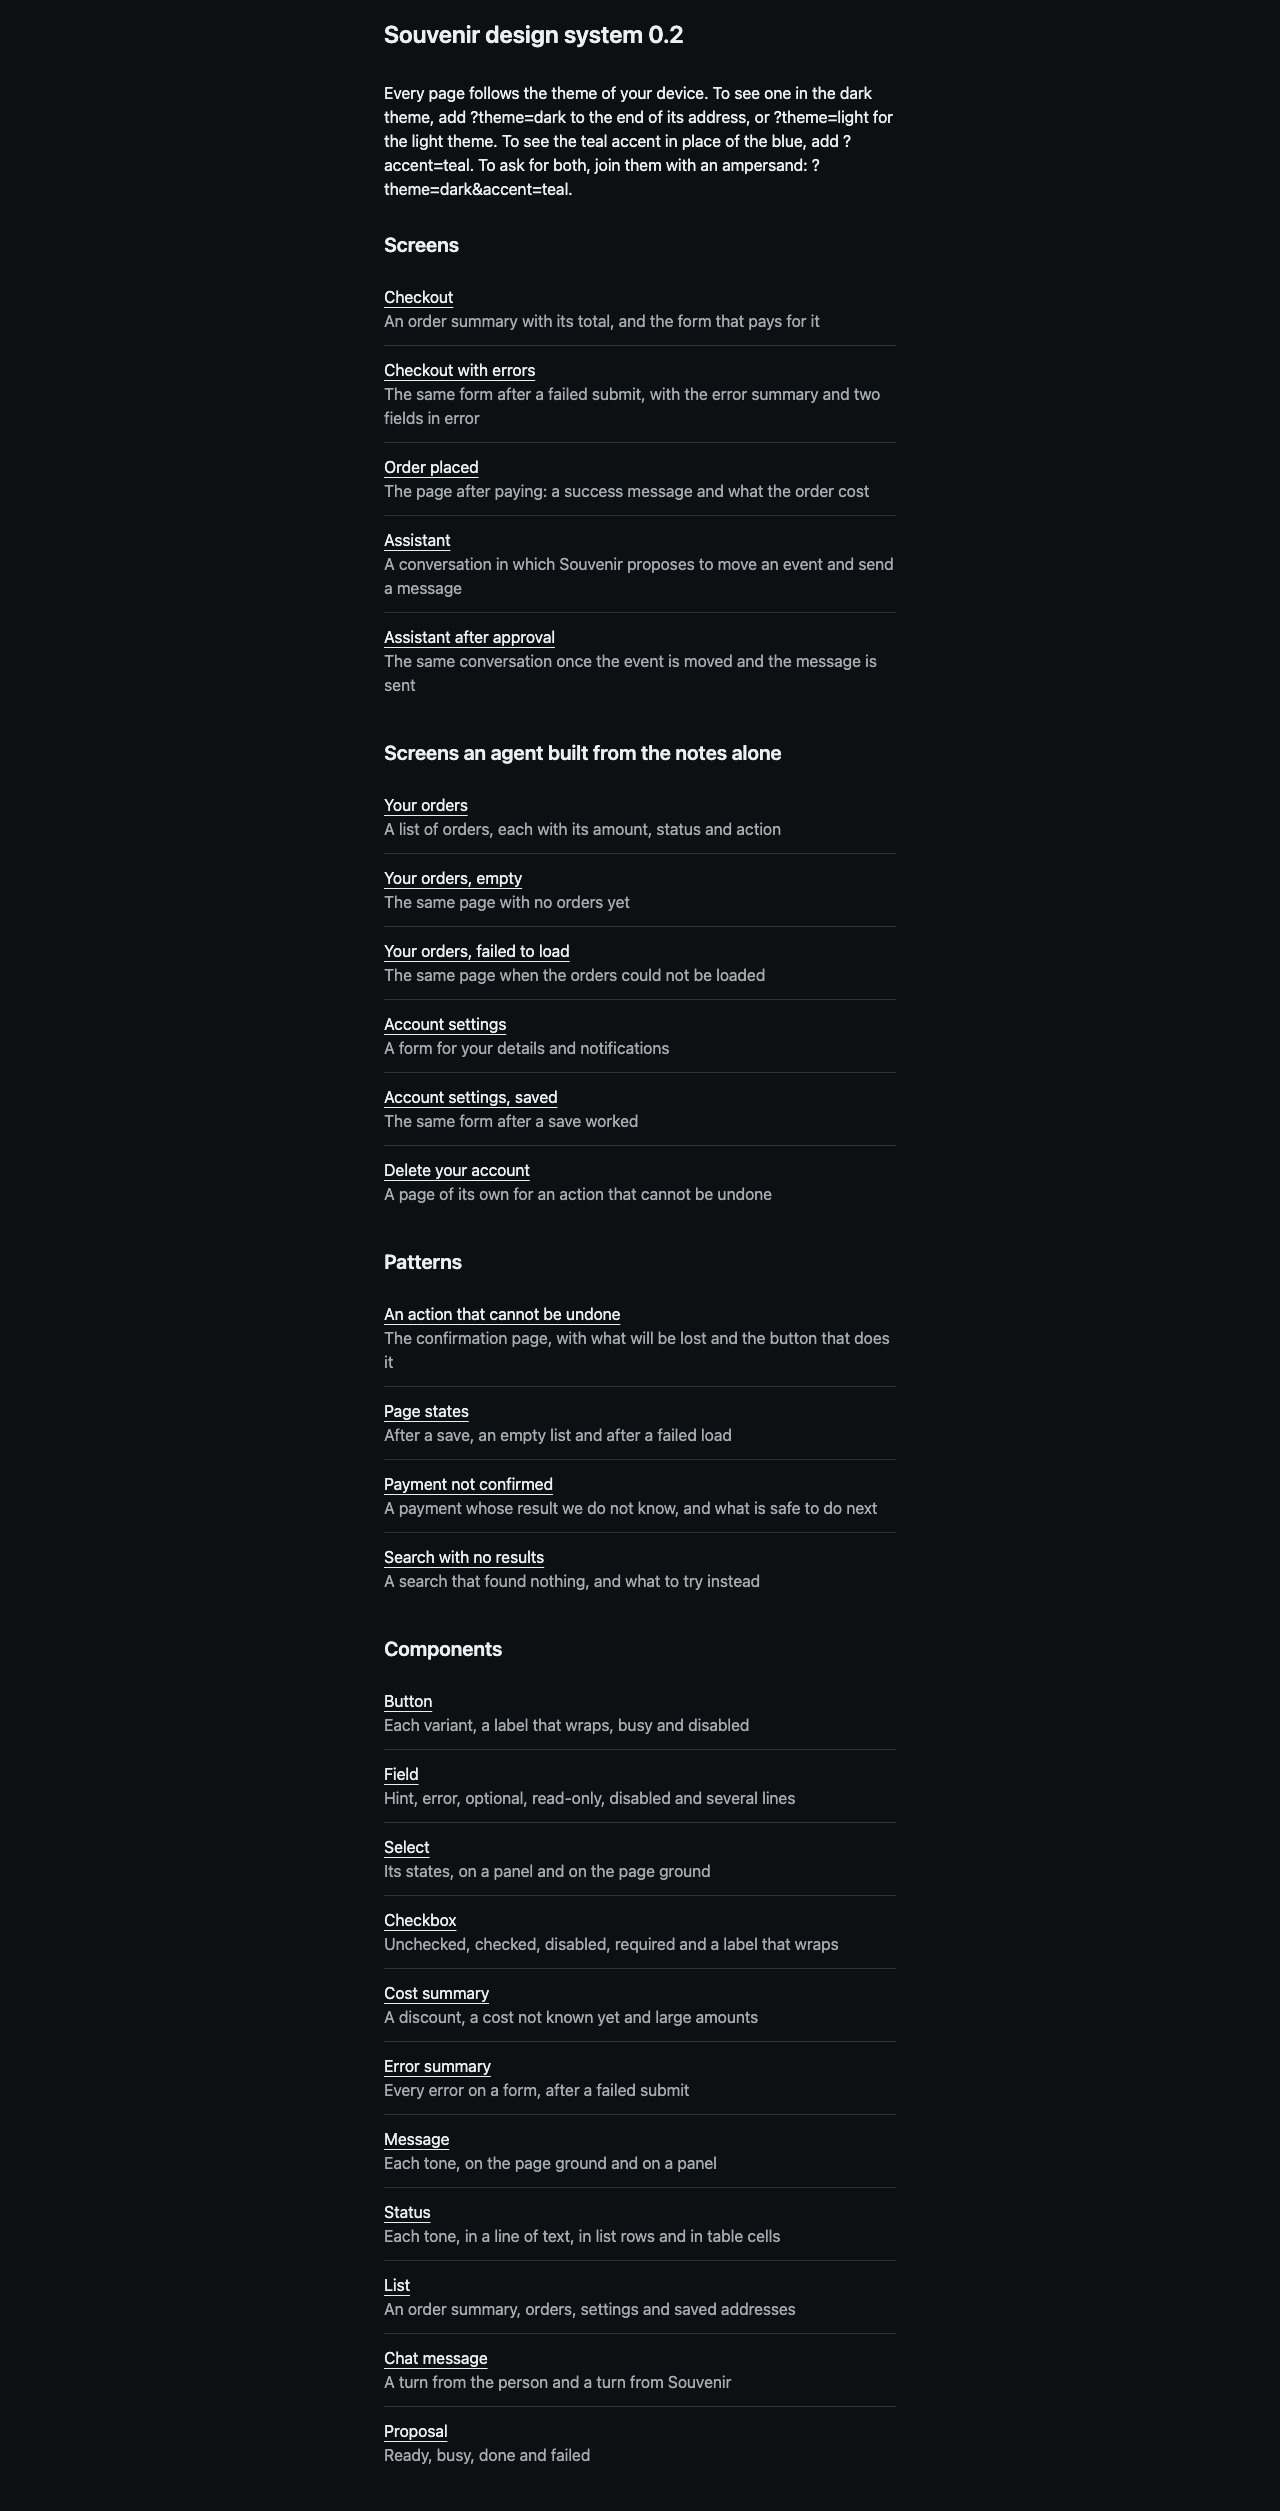 Souvenir design system 0.2
Every page follows the theme of your device. To see one in the dark
theme, add ?theme=dark to the end of its address, or ?theme=light for
the light theme. To see the teal accent in place of the blue, add ?
accent=teal. To ask for both, join them with an ampersand: ?
theme=dark&accent=teal.
Screens
Checkout
An order summary with its total, and the form that pays for it
Checkout with errors
The same form after a failed submit, with the error summary and two
fields in error
Order placed
The page after paying: a success message and what the order cost
Assistant
A conversation in which Souvenir proposes to move an event and send
a message
Assistant after approval
The same conversation once the event is moved and the message is
sent
Screens an agent built from the notes alone
Your orders
A list of orders, each with its amount, status and action
Your orders, empty
The same page with no orders yet
Your orders, failed to load
The same page when the orders could not be loaded
Account settings
A form for your details and notifications
Account settings, saved
The same form after a save worked
Delete your account
A page of its own for an action that cannot be undone
Patterns
An action that cannot be undone
The confirmation page, with what will be lost and the button that does
it
Page states
After a save, an empty list and after a failed load
Payment not confirmed
A payment whose result we do not know, and what is safe to do next
Search with no results
A search that found nothing, and what to try instead
Components
Button
Each variant, a label that wraps, busy and disabled
Field
Hint, error, optional, read-only, disabled and several lines
Select
Its states, on a panel and on the page ground
Checkbox
Unchecked, checked, disabled, required and a label that wraps
Cost summary
A discount, a cost not known yet and large amounts
Error summary
Every error on a form, after a failed submit
Message
Each tone, on the page ground and on a panel
Status
Each tone, in a line of text, in list rows and in table cells
List
An order summary, orders, settings and saved addresses
Chat message
A turn from the person and a turn from Souvenir
Proposal
Ready, busy, done and failed